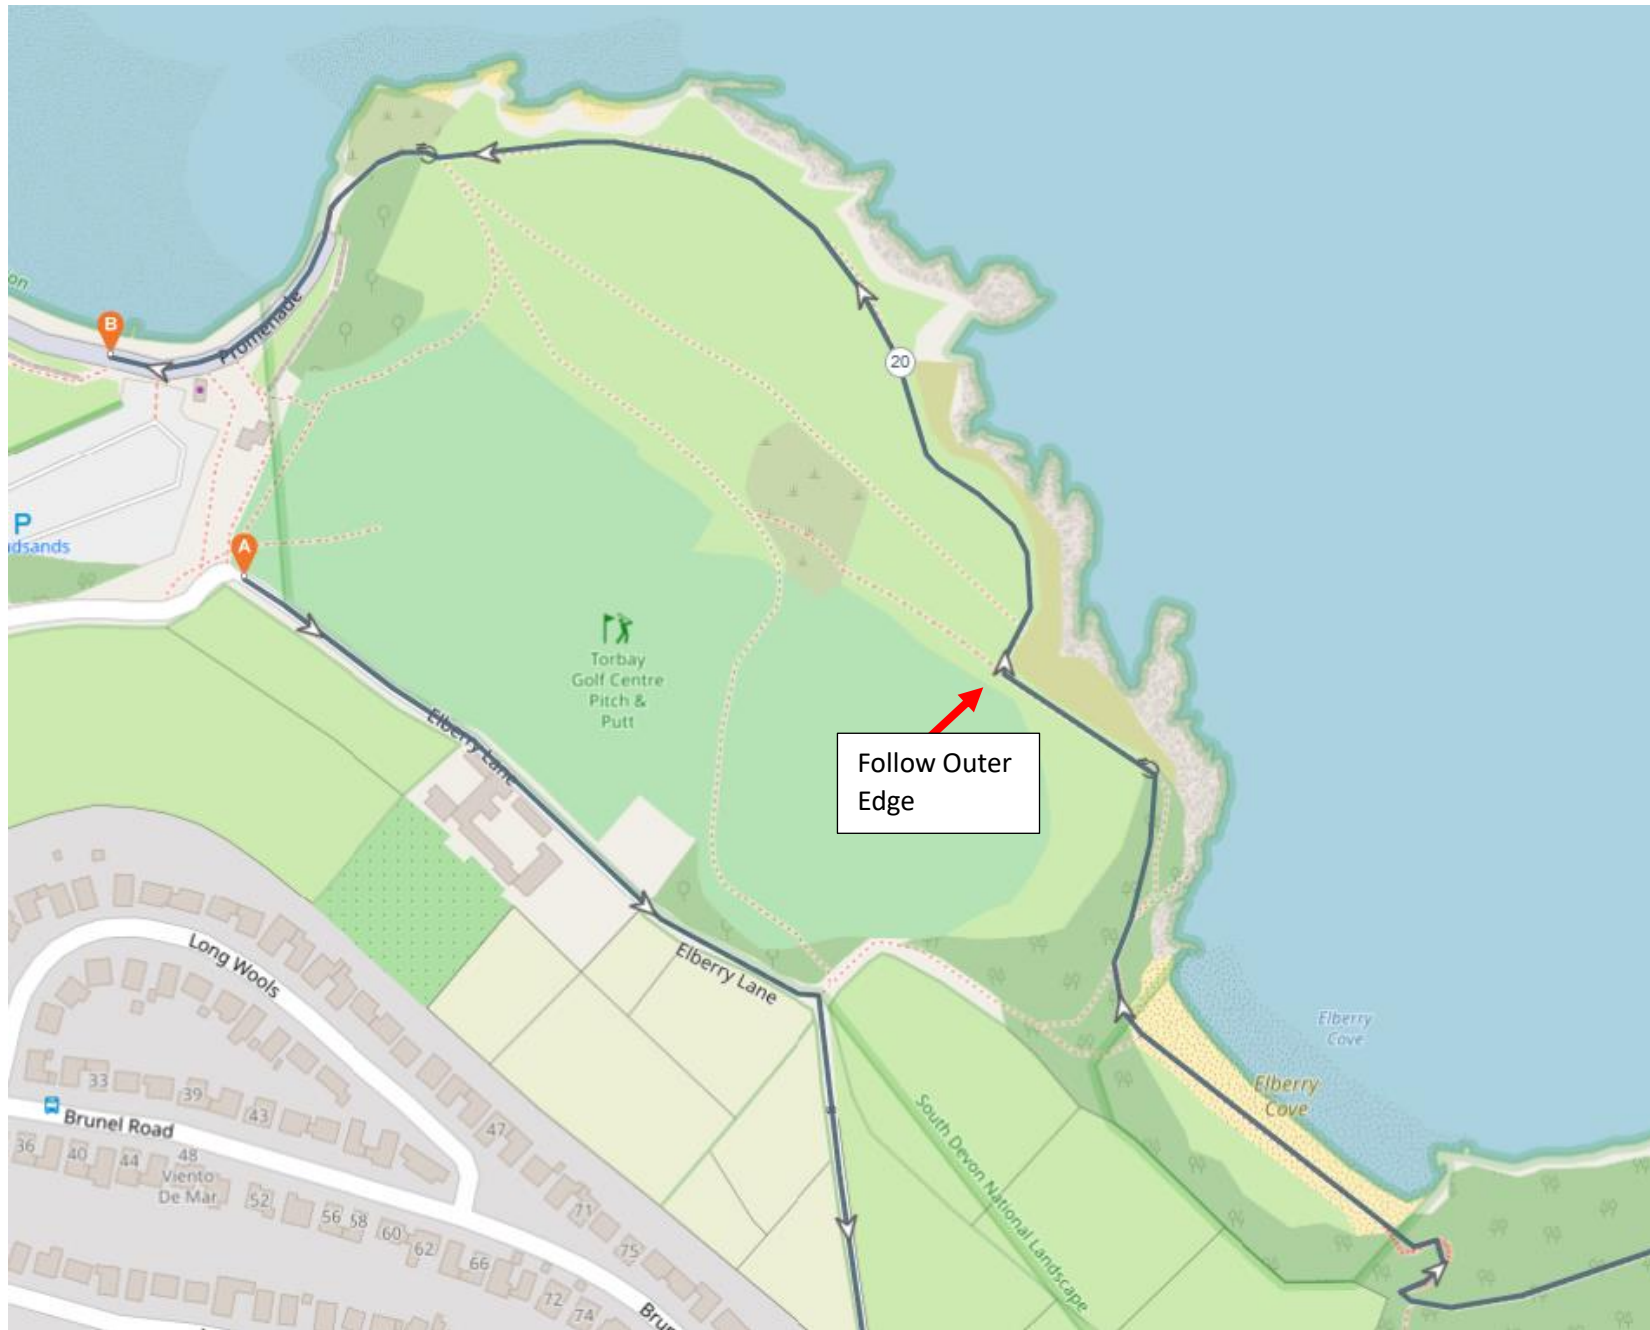 on
B
Promenade
20
P
adsands
A
Torbay
Golf Centre
Pitch &
Putt
Elberry Lane
Follow Outer
Edge
Long Wools
Elberry Lane
Elberry
Cove
Elberry
Cove
South Devon National Landscape
33
39
43
47
Brunel Road
36
40
44
48
Viento
De Mar
52
56
58
60
62
66
71
75
72
74
Brun